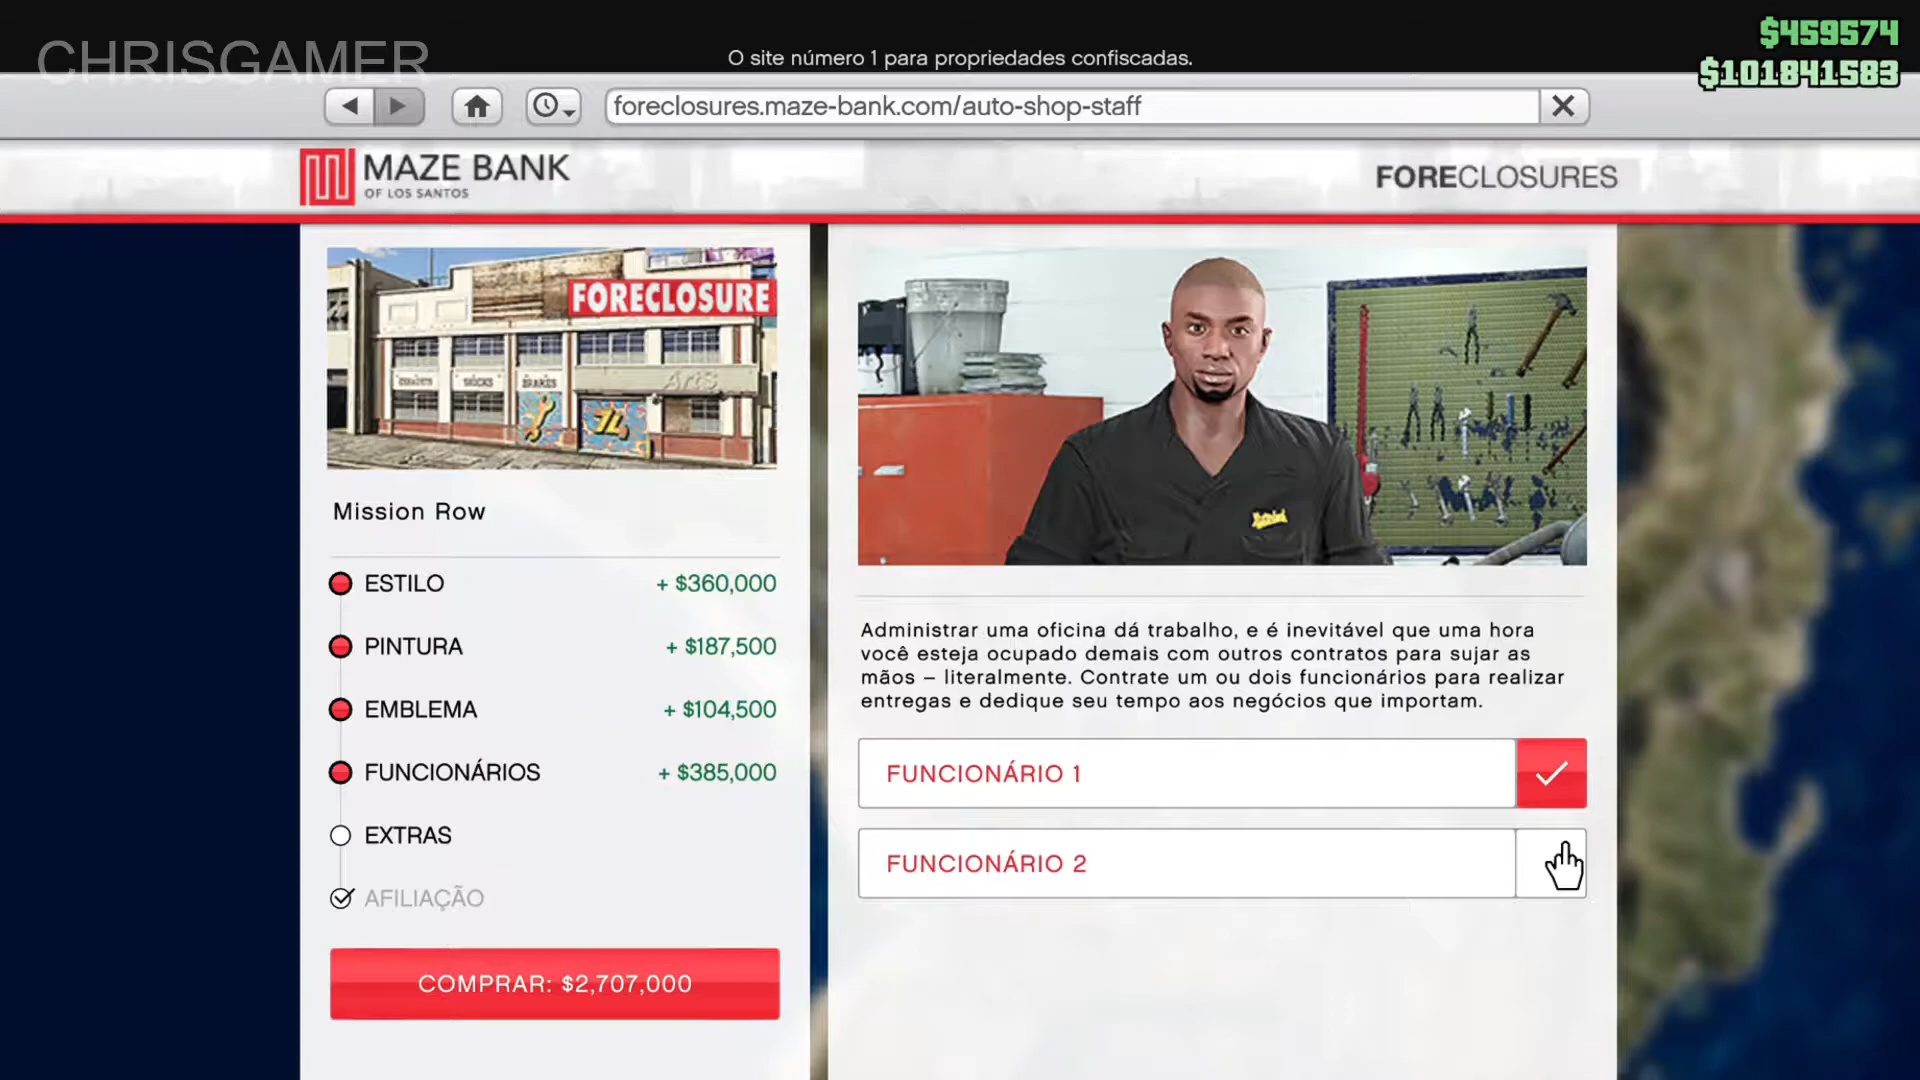 CHRISGAMER
$459574
$101841583
O site número 1 para propriedades confiscadas.
foreclosures.maze-bank.com/auto-shop-staff
MAZE BANK
OF LOS SANTOS
FORECLOSURES
FORECLOSURE
SHOCKS
BRAKES
Arts
Mission Row
ESTILO + $360,000
PINTURA + $187,500
EMBLEMA + $104,500
FUNCIONÁRIOS + $385,000
EXTRAS
AFILIAÇÃO
COMPRAR: $2,707,000
Administrar uma oficina dá trabalho, e é inevitável que uma hora
você esteja ocupado demais com outros contratos para sujar as
mãos – literalmente. Contrate um ou dois funcionários para realizar
entregas e dedique seu tempo aos negócios que importam.
FUNCIONÁRIO 1
FUNCIONÁRIO 2